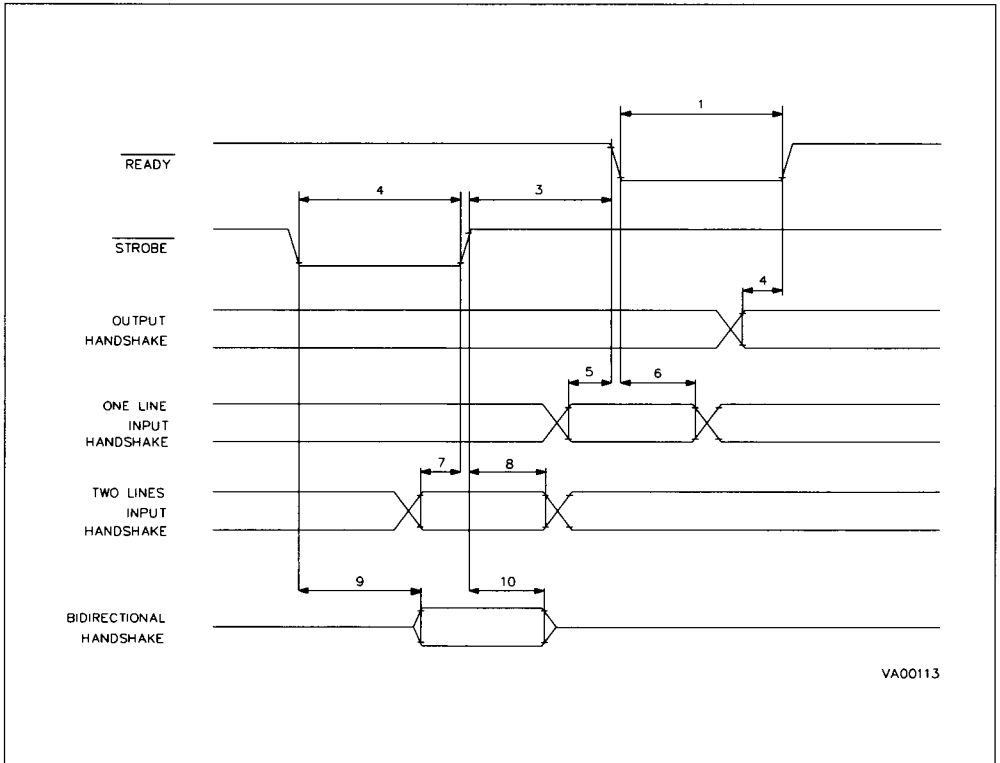 1
READY
4
3
STROBE
4
OUTPUT
HANDSHAKE
5
6
ONE LINE
INPUT
HANDSHAKE
7
8
TWO LINES
INPUT
HANDSHAKE
9
10
BIDIRECTIONAL
HANDSHAKE
VA00113